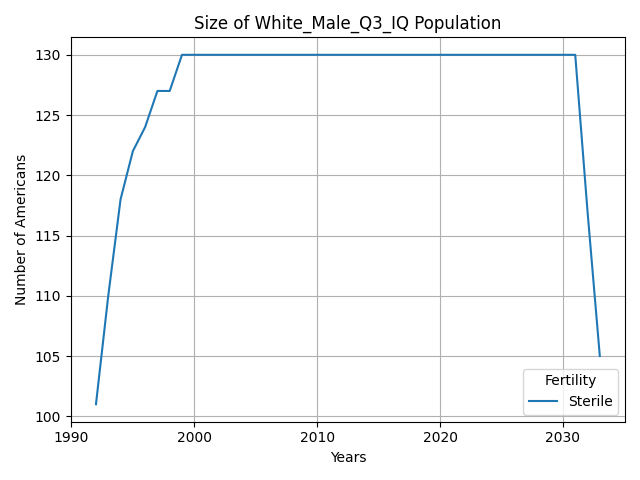 Size of White_Male_Q3_IQ Population
Number of Americans
130
125
120
115
110
105
100
1990
2000
2010
2020
2030
Years
Fertility
Sterile